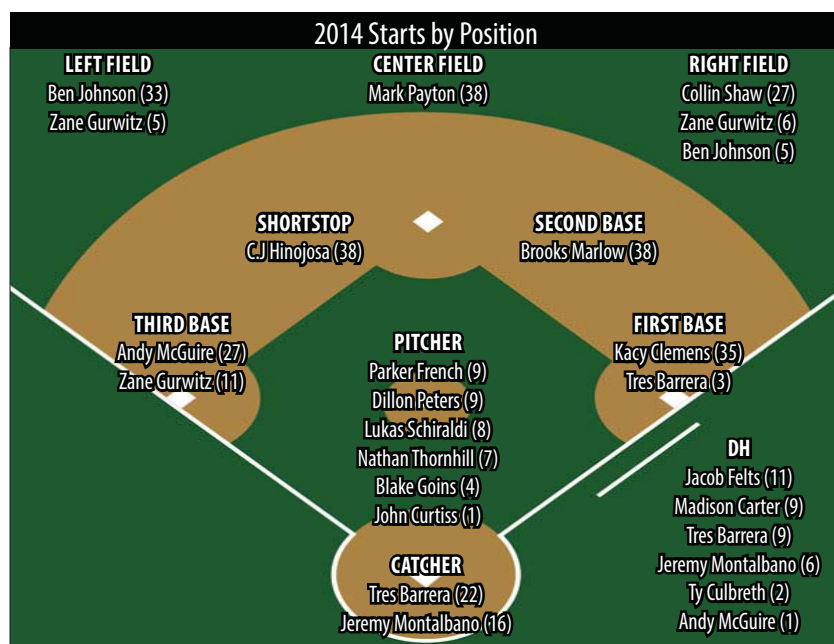 2014 Starts by Position
LEFT FIELD
Ben Johnson (33)
Zane Gurwitz (5)
CENTER FIELD
Mark Payton (38)
RIGHT FIELD
Collin Shaw (27)
Zane Gurwitz (6)
Ben Johnson (5)
SHORTSTOP
C.J Hinojosa (38)
SECOND BASE
Brooks Marlow (38)
THIRD BASE
Andy McGuire (27)
Zane Gurwitz (11)
PITCHER
Parker French (9)
Dillon Peters (9)
Lukas Schiraldi (8)
Nathan Thornhill (7)
Blake Goins (4)
John Curtiss (1)
FIRST BASE
Kacy Clemens (35)
Tres Barrera (3)
CATCHER
Tres Barrera (22)
Jeremy Montalbano (16)
DH
Jacob Felts (11)
Madison Carter (9)
Tres Barrera (9)
Jeremy Montalbano (6)
Ty Culbreth (2)
Andy McGuire (1)